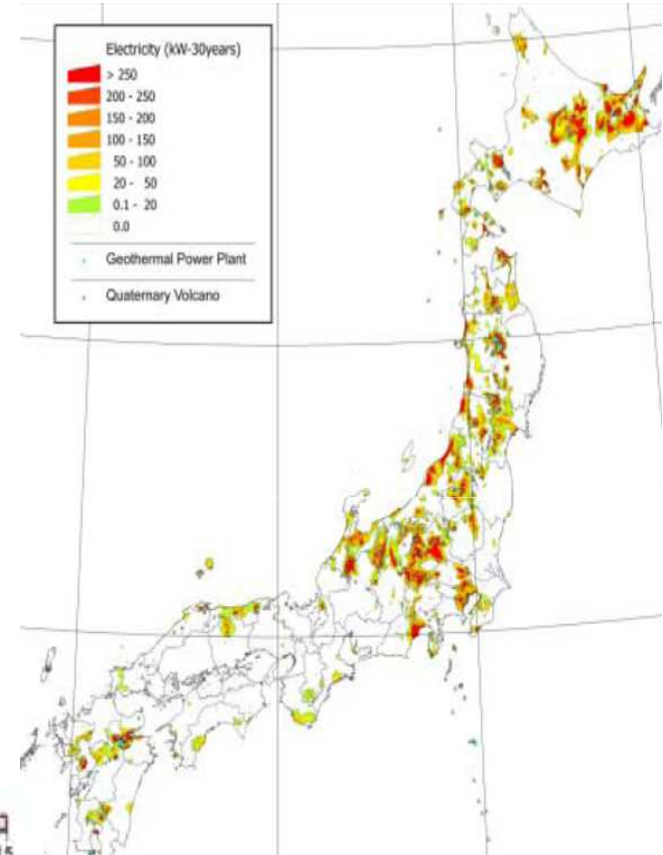 Electricity (kW-30years)
> 250
200 - 250
150 - 200
100 - 150
50 - 100
20 - 50
0.1 - 20
0.0
Geothermal Power Plant
Quaternary Volcano